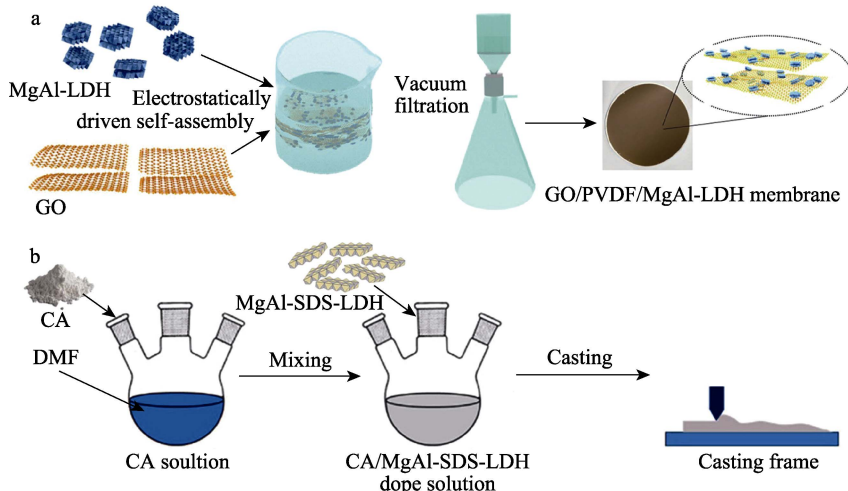 a
MgAl-LDH
Electrostatically
driven self-assembly
GO
Vacuum
filtration
GO/PVDF/MgAl-LDH membrane
b
CA
DMF
CA soultion
Mixing
MgAl-SDS-LDH
CA/MgAl-SDS-LDH
dope solution
Casting
Casting frame